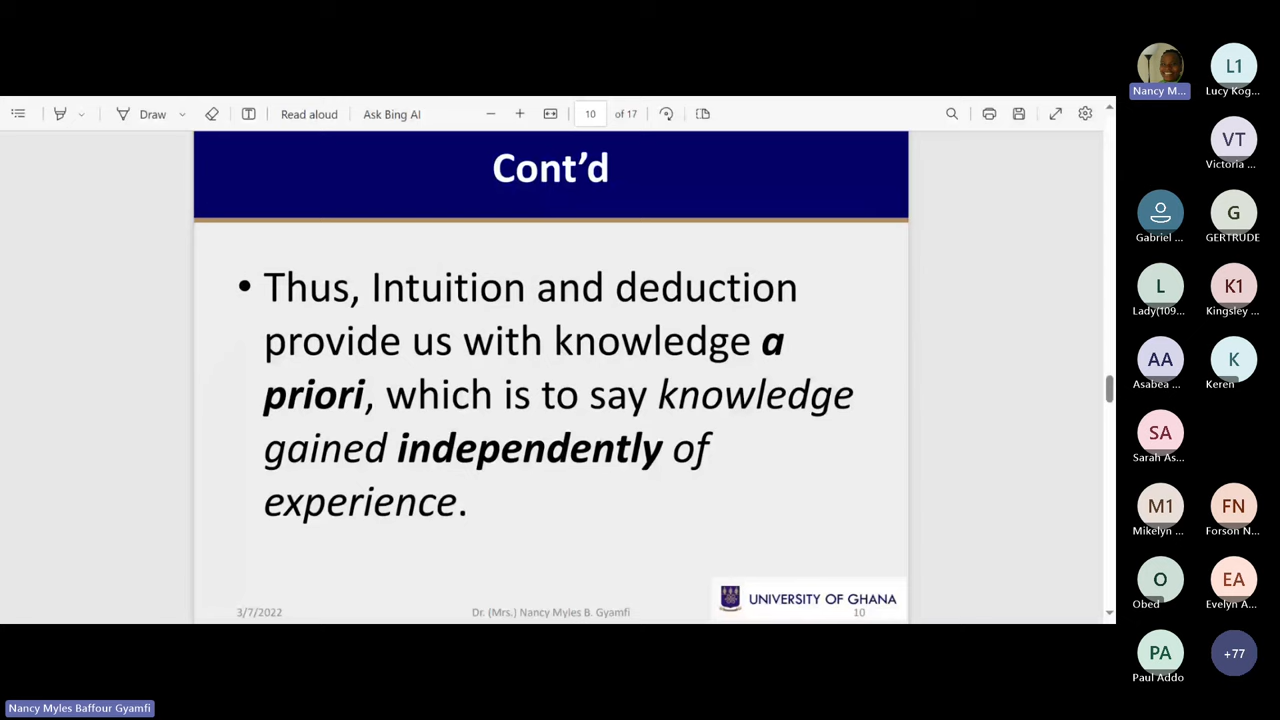 Draw
Read aloud
Ask Bing AI
10
of 17
Cont’d
• Thus, Intuition and deduction
provide us with knowledge a
priori, which is to say knowledge
gained independently of
experience.
3/7/2022
Dr. (Mrs.) Nancy Myles B. Gyamfi
UNIVERSITY OF GHANA
10
Nancy M...
L1
Lucy Kog...
VT
Victoria ...
Gabriel ...
G
GERTRUDE
L
Lady(109...
K1
Kingsley ...
AA
Asabea ...
K
Keren
SA
Sarah As...
M1
Mikelyn ...
FN
Forson N...
O
Obed
EA
Evelyn A...
PA
Paul Addo
+77
Nancy Myles Baffour Gyamfi